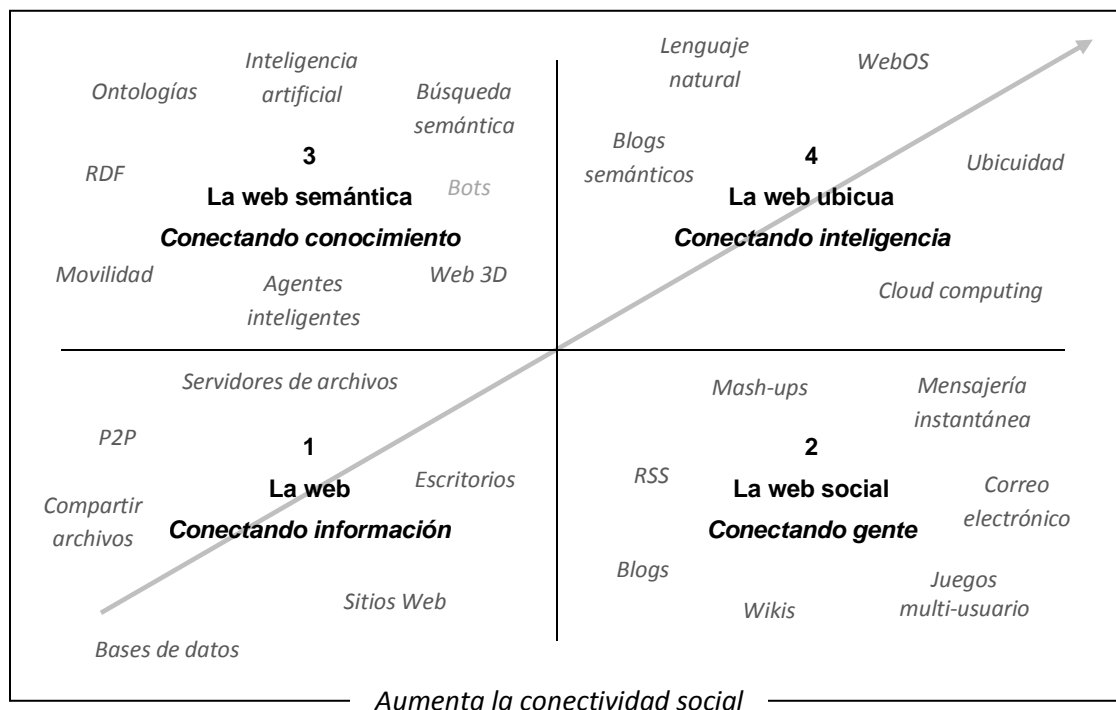 Inteligencia
artificial
Ontologías
Búsqueda
semántica
RDF
3
La web semántica
Bots
Conectando conocimiento
Movilidad
Agentes
inteligentes
Web 3D
Lenguaje
natural
WebOS
Blogs
semánticos
4
Ubicuidad
La web ubicua
Conectando inteligencia
Cloud computing
Servidores de archivos
P2P
1
La web
Escritorios
Compartir
archivos
Conectando información
Sitios Web
Bases de datos
Mash-ups
Mensajería
instantánea
2
RSS
La web social
Correo
electrónico
Conectando gente
Blogs
Wikis
Juegos
multi-usuario
Aumenta la conectividad social